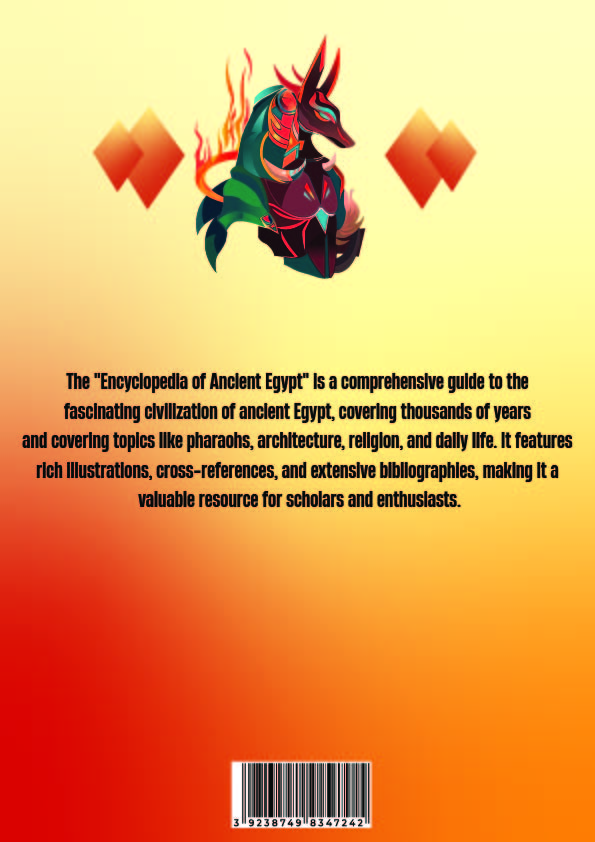 The "Encyclopedia of Ancient Egypt" is a comprehensive guide to the
fascinating civilization of ancient Egypt, covering thousands of years
and covering topics like pharaohs, architecture, religion, and daily life. It features
rich illustrations, cross-references, and extensive bibliographies, making it a
valuable resource for scholars and enthusiasts.
3 9238749 8347242